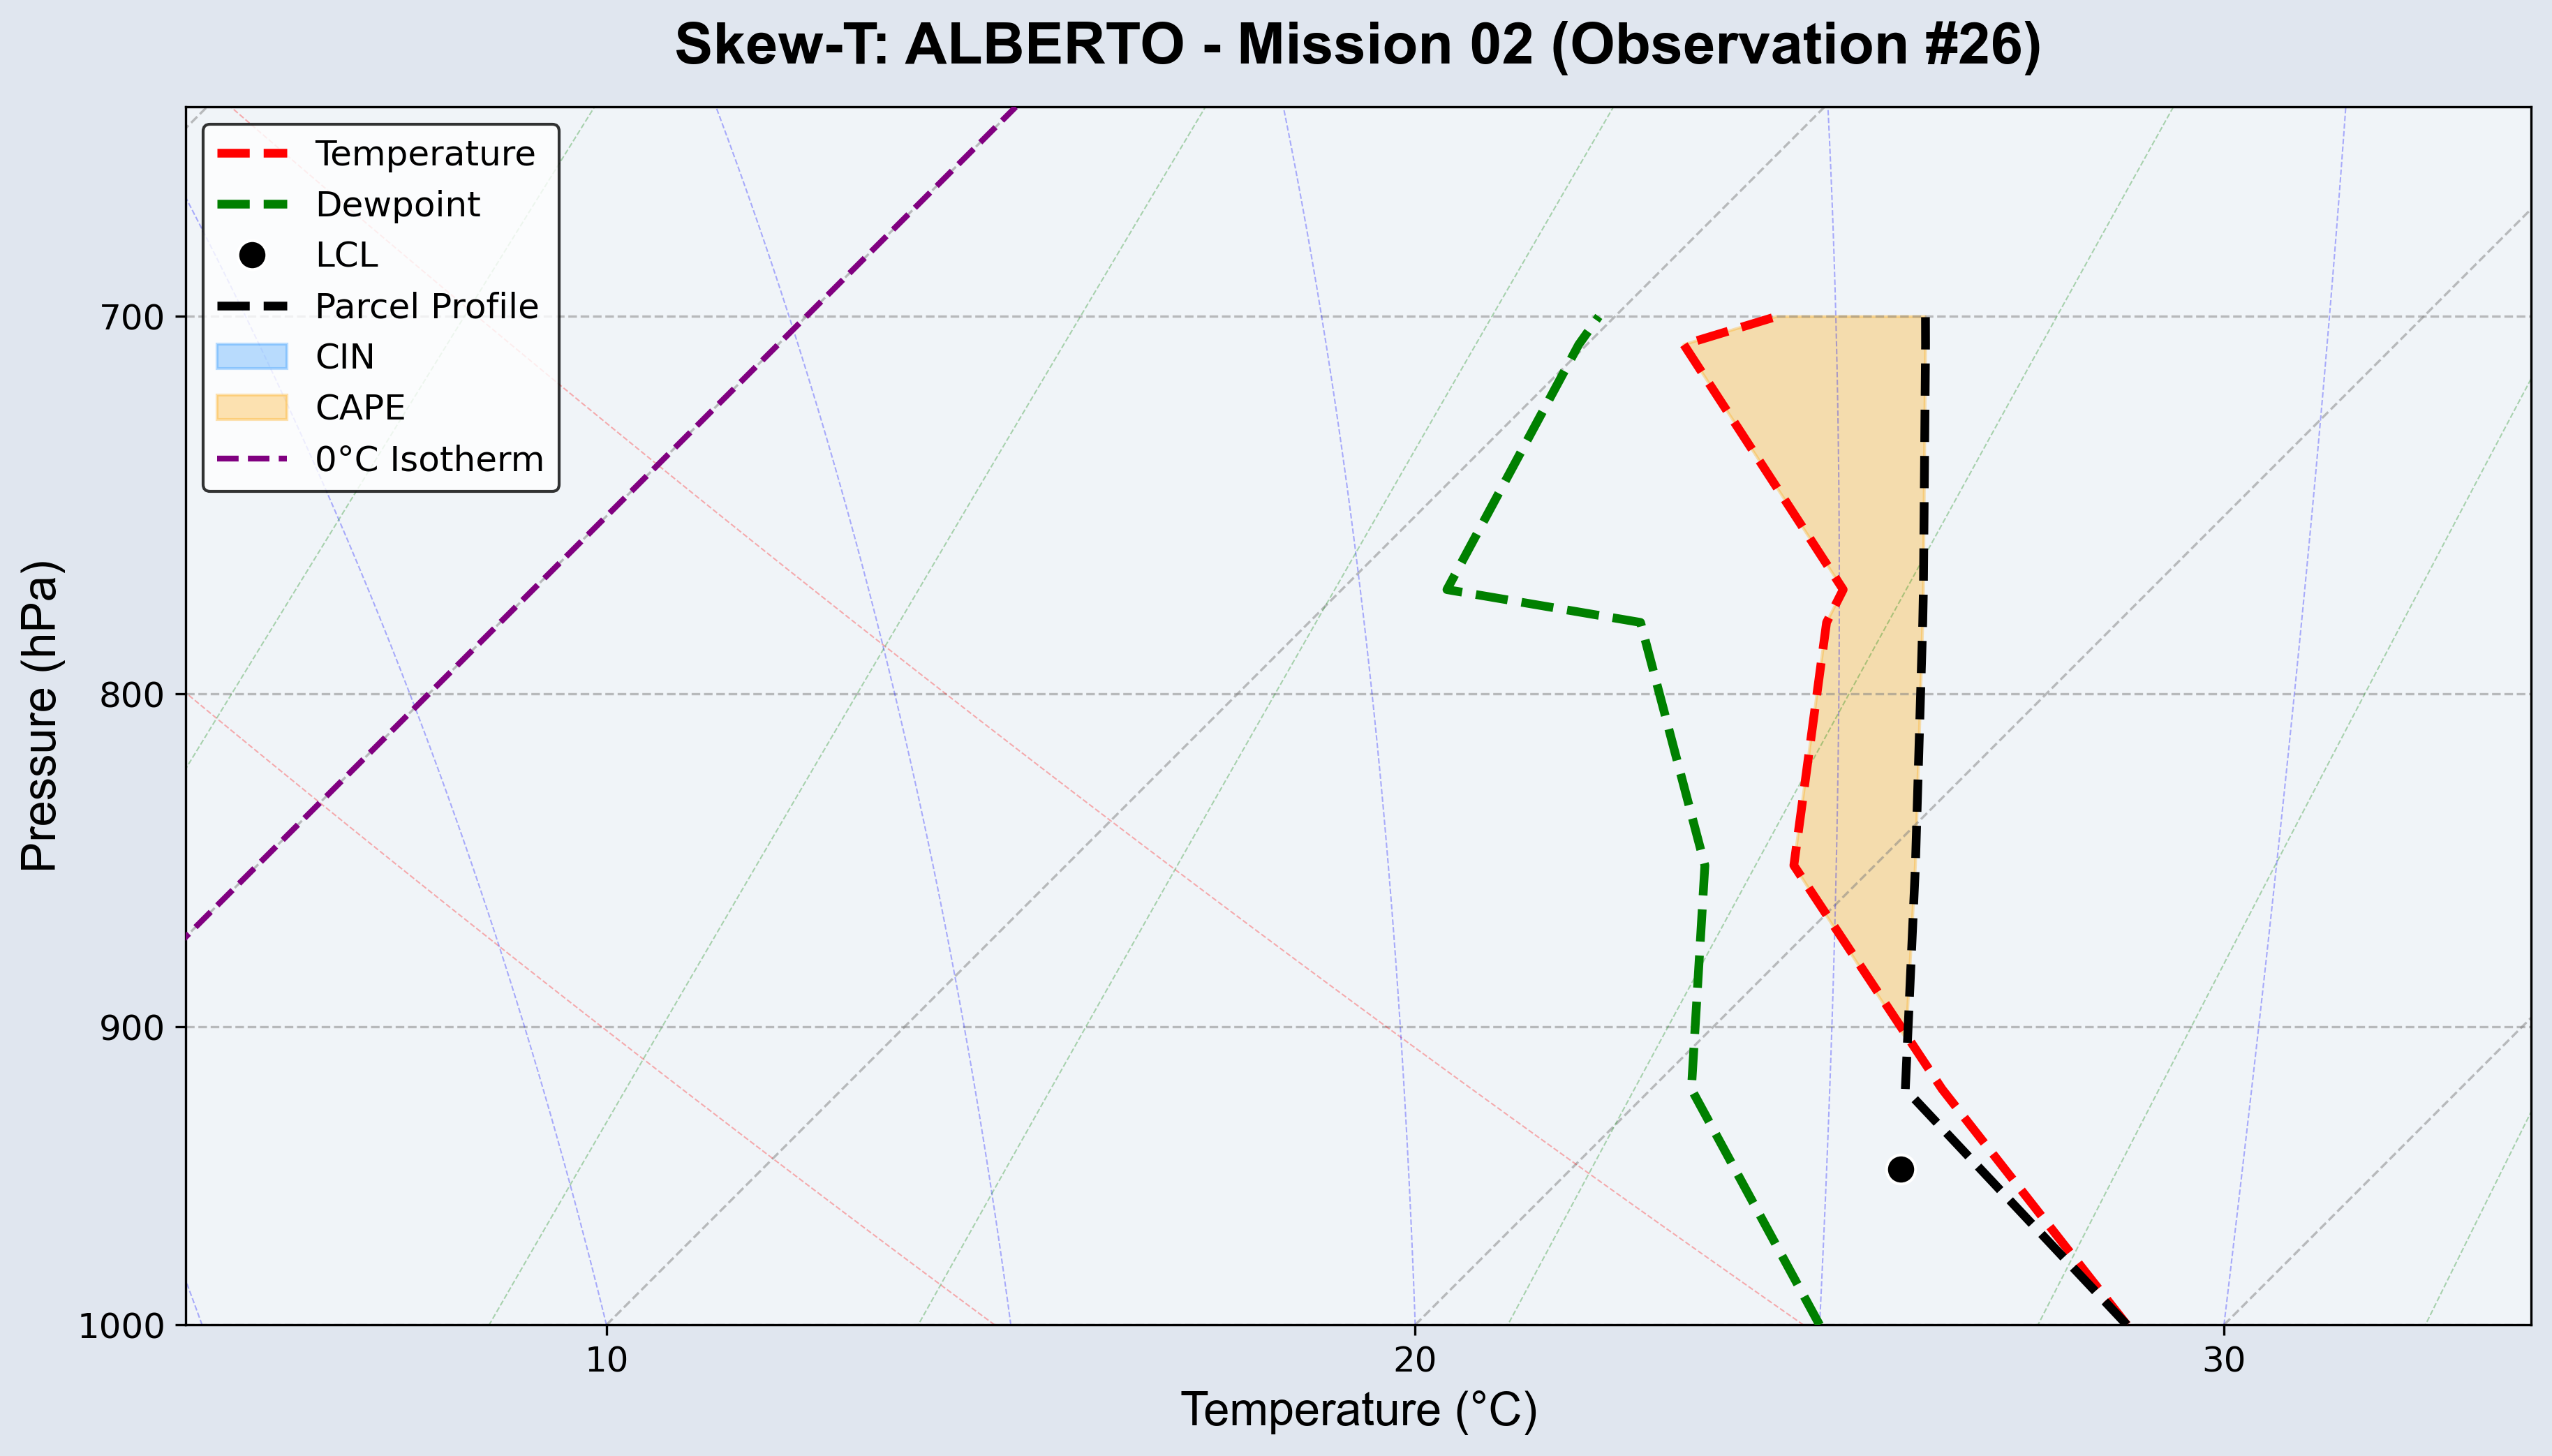 Skew-T: ALBERTO - Mission 02 (Observation #26)
Temperature
Dewpoint
LCL
Parcel Profile
CIN
CAPE
0°C Isotherm
Pressure (hPa)
700
800
900
1000
10 20 30
Temperature (°C)